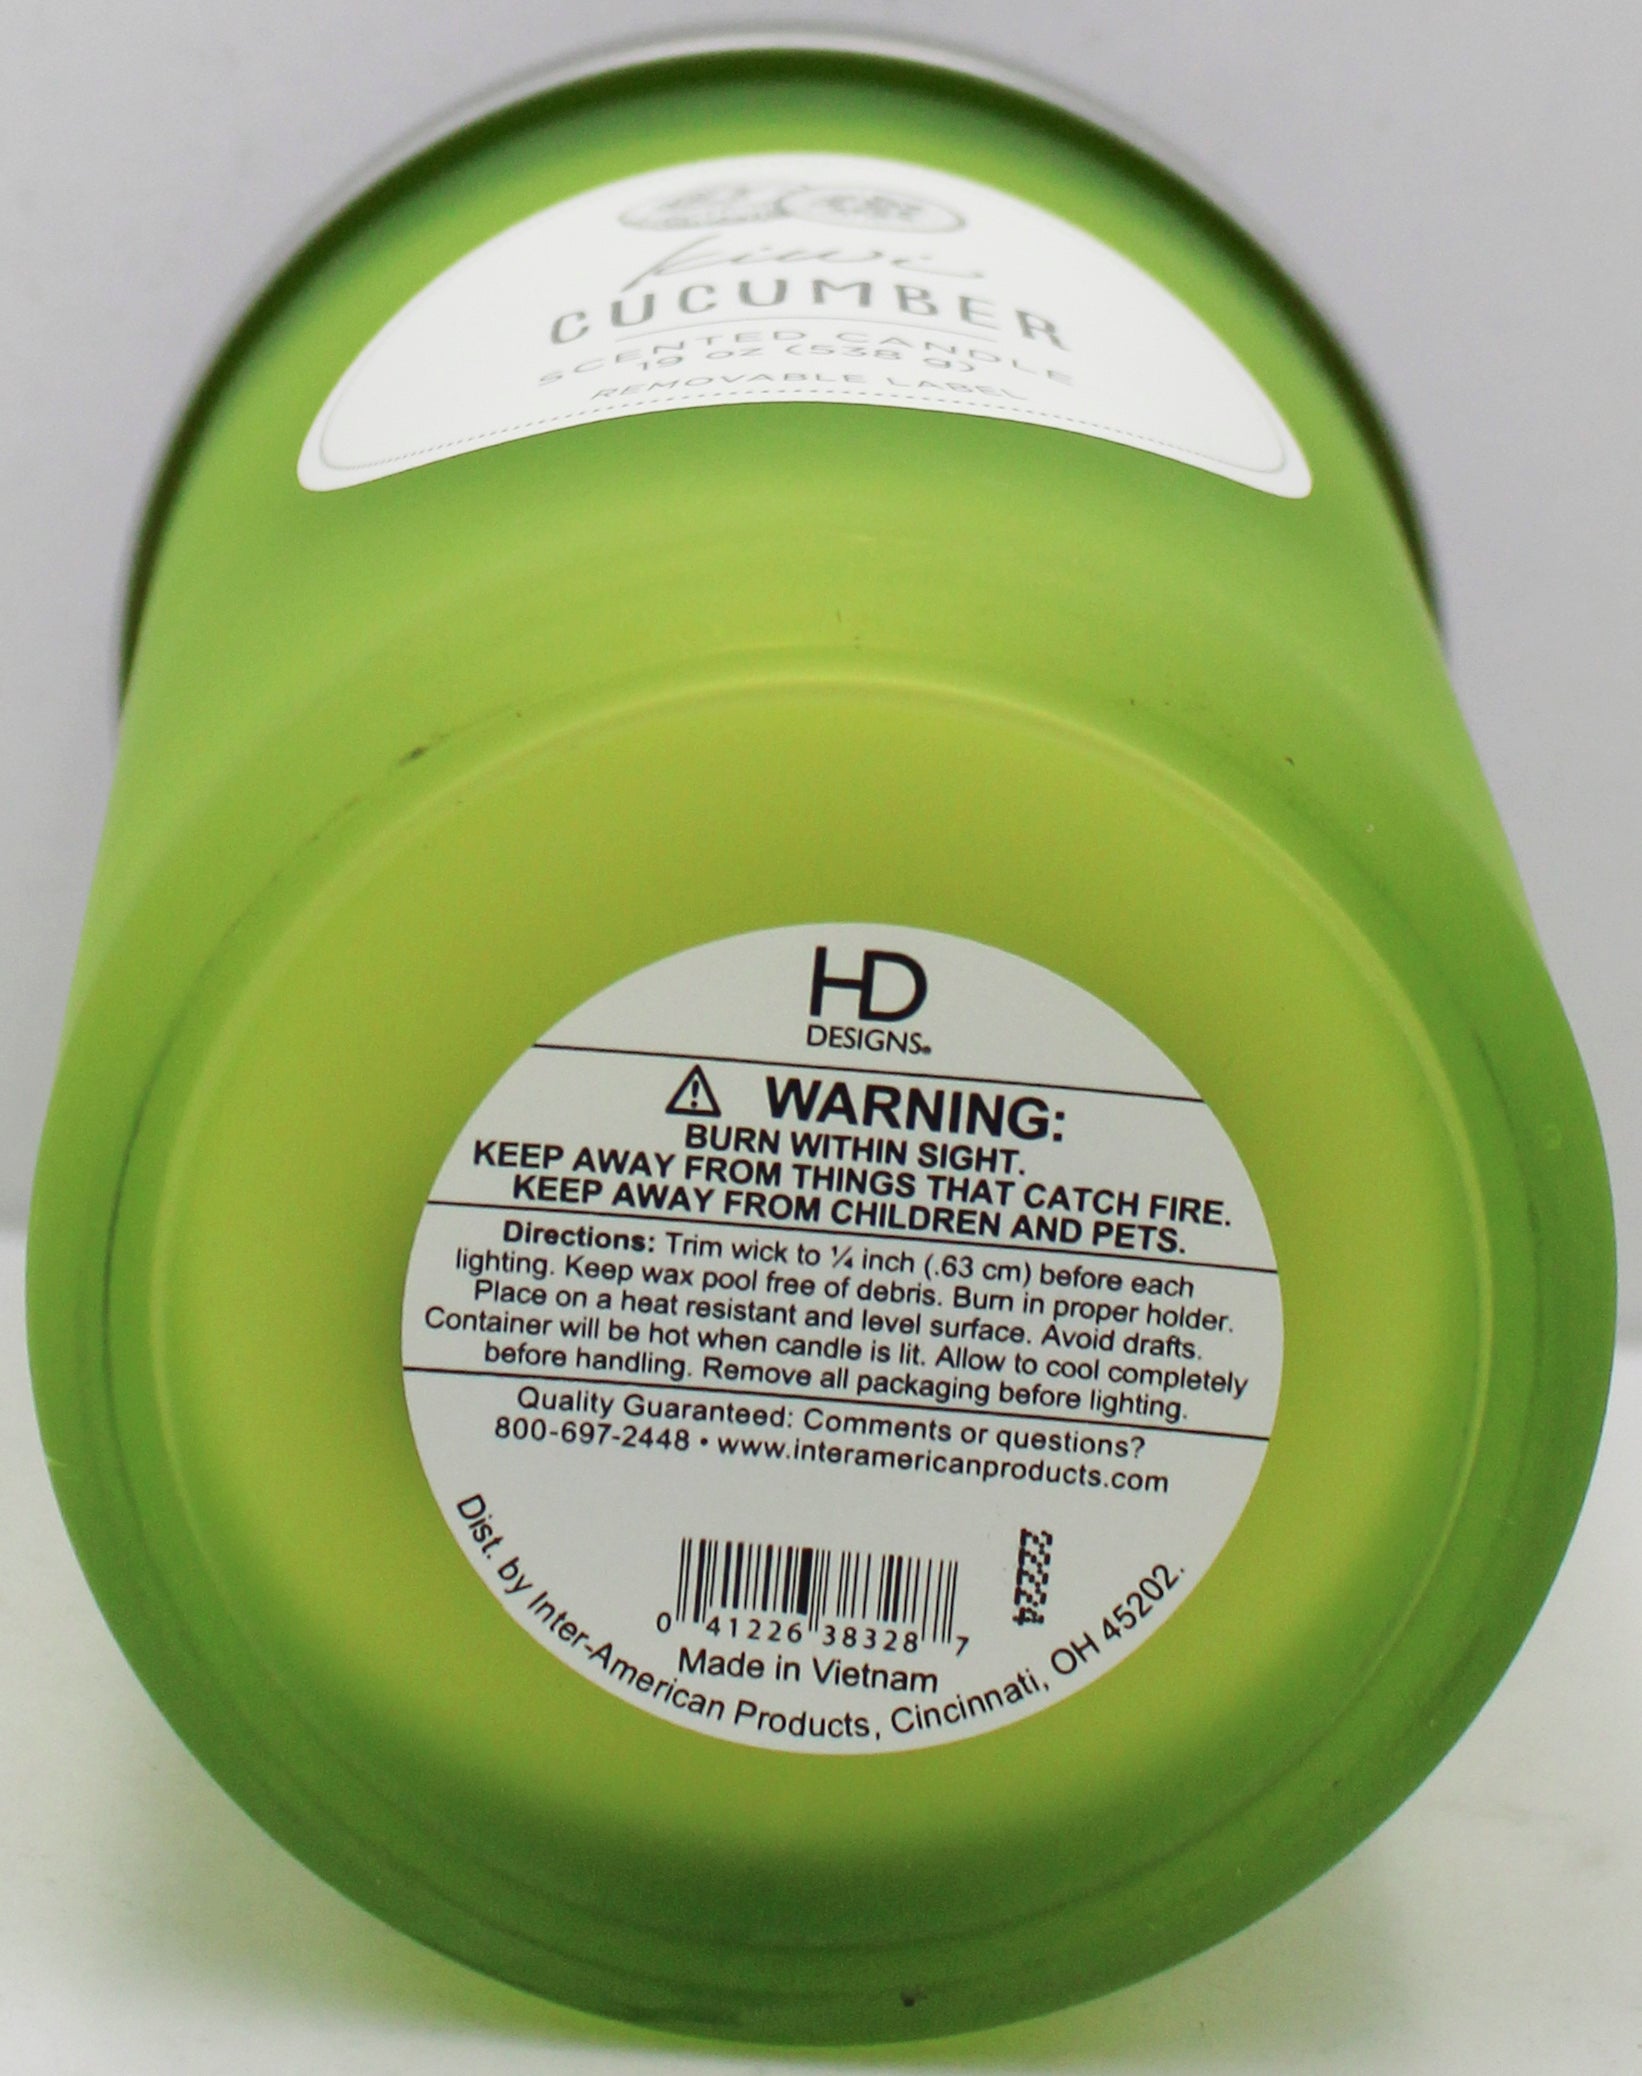 kiwi
CUCUMBER
SCENTED CANDLE
19 oz (538 g)
REMOVABLE LABEL
HD
DESIGNS®
WARNING:
BURN WITHIN SIGHT.
KEEP AWAY FROM THINGS THAT CATCH FIRE.
KEEP AWAY FROM CHILDREN AND PETS.
Directions: Trim wick to ¼ inch (.63 cm) before each
lighting. Keep wax pool free of debris. Burn in proper holder.
Place on a heat resistant and level surface. Avoid drafts.
Container will be hot when candle is lit. Allow to cool completely
before handling. Remove all packaging before lighting.
Quality Guaranteed: Comments or questions?
800-697-2448 • www.interamericanproducts.com
0 41226 38328 7
Made in Vietnam
Dist. by Inter-American Products, Cincinnati, OH 45202.